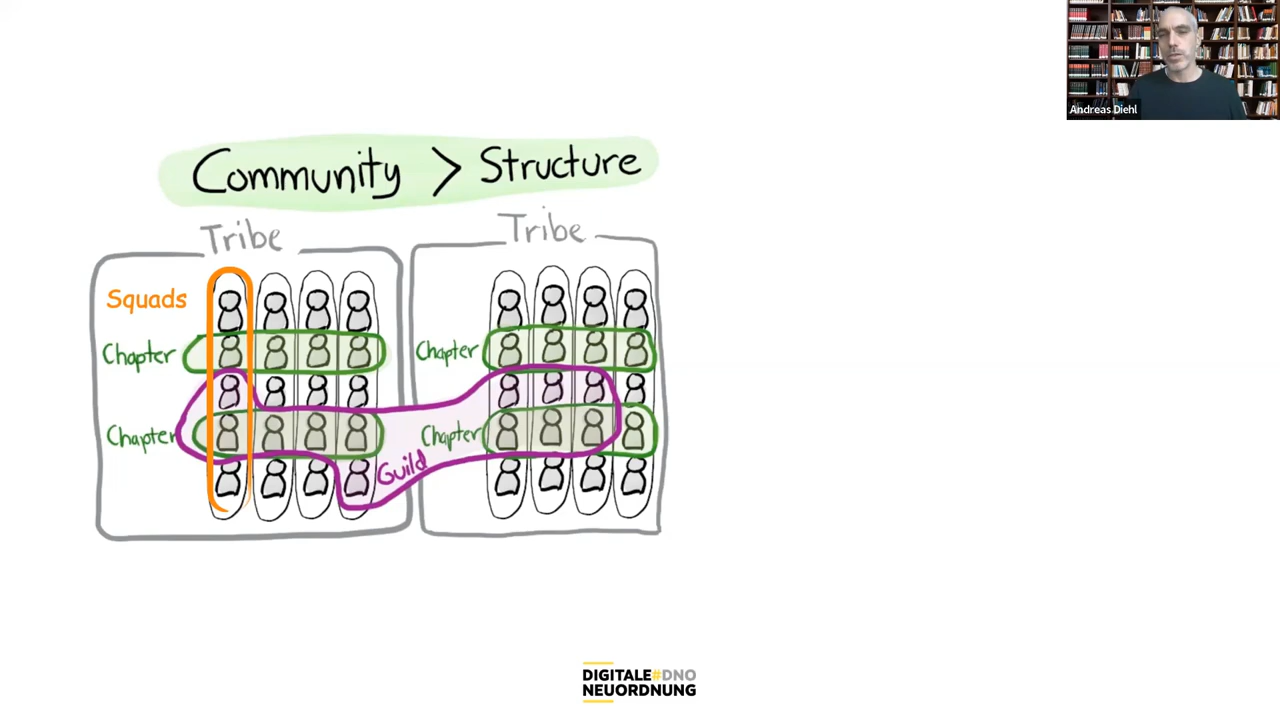 Andreas Diehl
Community > Structure
Tribe
Tribe
Squads
Chapter
Chapter
Chapter
Chapter
Guild
DIGITALE#DNO
NEUORDNUNG